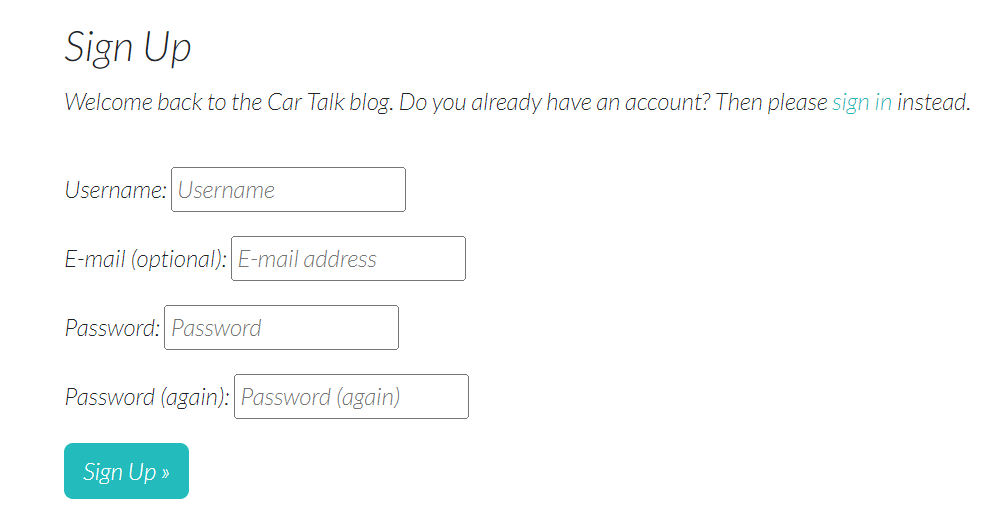 Sign Up
Welcome back to the Car Talk blog. Do you already have an account? Then please sign in instead.
Username: Username
E-mail (optional): E-mail address
Password: Password
Password (again): Password (again)
Sign Up »